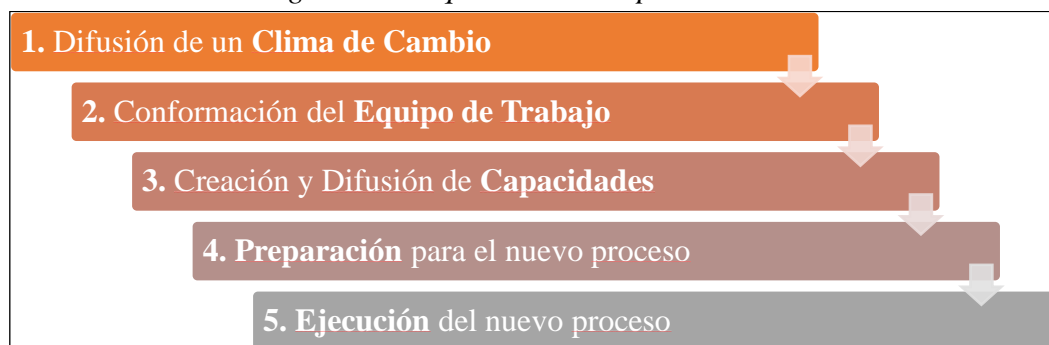 1. Difusión de un Clima de Cambio
2. Conformación del Equipo de Trabajo
3. Creación y Difusión de Capacidades
4. Preparación para el nuevo proceso
5. Ejecución del nuevo proceso